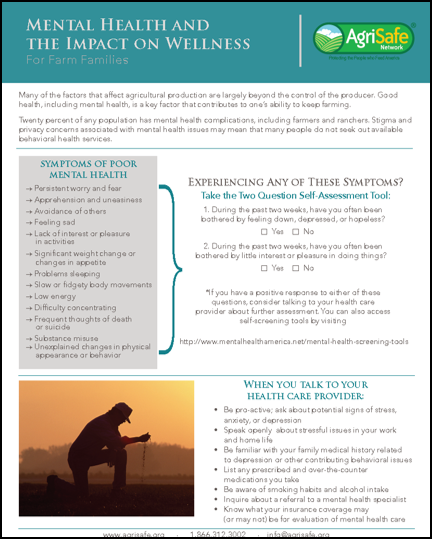 Mental Health and
the Impact on Wellness
For Farm Families
AgriSafe
Network
Many of the factors that affect agricultural production are largely beyond the control of the producer. Good
health, including mental health, is a key factor that contributes to one's ability to keep farming.
Twenty percent of any population has mental health complications, including farmers and ranchers. Stigma and
privacy concerns associated with mental health issues may mean that many people do not seek out available
behavioral health services.
Symptoms of poor
mental health
→ Persistent worry and fear
→ Apprehension and uneasiness
→ Avoidance of others
→ Feeling sad
→ Lack of interest or pleasure
in activities
→ Significant weight change or
changes in appetite
→ Problems sleeping
→ Slow or fidgety body movements
→ Low energy
→ Difficulty concentrating
→ Frequent thoughts of death
or suicide
→ Substance misuse
→ Unexplained changes in physical
appearance or behavior
Experiencing Any of These Symptoms?
Take the Two Question Self-Assessment Tool:
1. During the past two weeks, have you often been
bothered by feeling down, depressed, or hopeless?
☐ Yes ☐ No
2. During the past two weeks, have you often been
bothered by little interest or pleasure in doing things?
☐ Yes ☐ No
*If you have a positive response to either of these
questions, consider talking to your health care
provider about further assessment. You can also access
self-screening tools by visiting
http://www.mentalhealthamerica.net/mental-health-screening-tools
When you talk to your
health care provider:
• Be pro-active; ask about potential signs of stress,
anxiety, or depression
• Speak openly about stressful issues in your work
and home life
• Be familiar with your family medical history related
to depression or other contributing behavioral issues
• List any prescribed and over-the-counter
medications you take
• Be aware of smoking habits and alcohol intake
• Inquire about a referral to a mental health specialist
• Know what your insurance coverage may
(or may not) be for evaluation of mental health care
www.agrisafe.org - 1.866.312.3002 - info@agrisafe.org